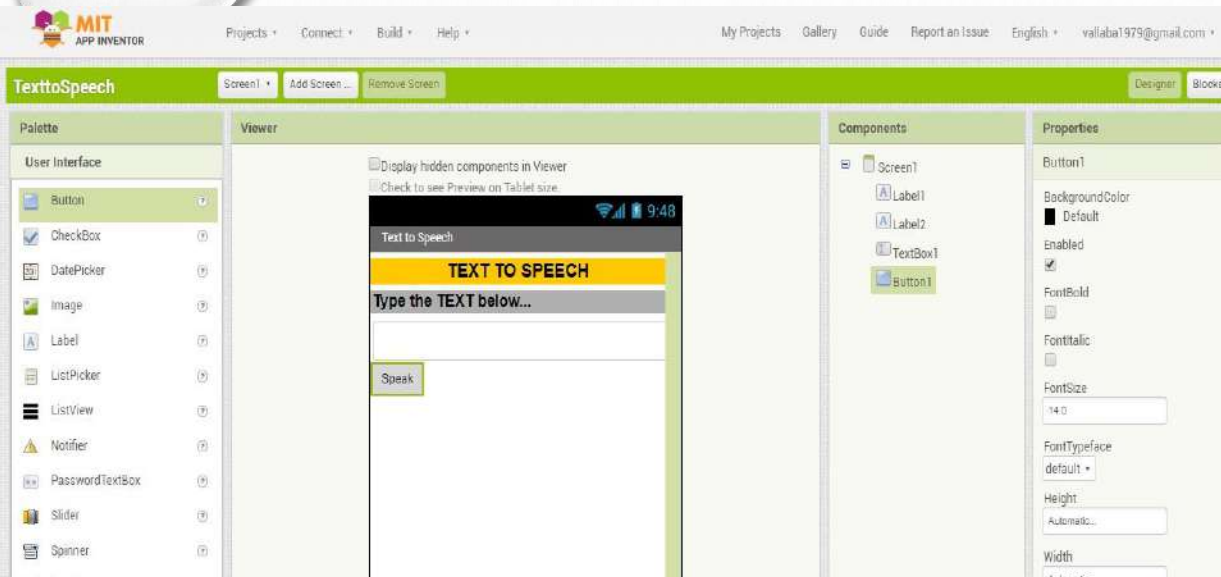 MIT
APP INVENTOR
Projects
Connect
Build
Help
My Projects
Gallery
Guide
Report an Issue
English
vallaba1979@gmail.com
TexttoSpeech
Screen1
Add Screen ...
Remove Screen
Designer
Blocks
Palette
User Interface
Button
CheckBox
DatePicker
Image
Label
ListPicker
ListView
Notifier
PasswordTextBox
Slider
Spinner
Viewer
Display hidden components in Viewer
Check to see Preview on Tablet size.
9:48
Text to Speech
TEXT TO SPEECH
Type the TEXT below...
Speak
Components
Screen1
Label1
Label2
TextBox1
Button1
Properties
Button1
BackgroundColor
Default
Enabled
FontBold
FontItalic
FontSize
14.0
FontTypeface
default
Height
Automatic...
Width